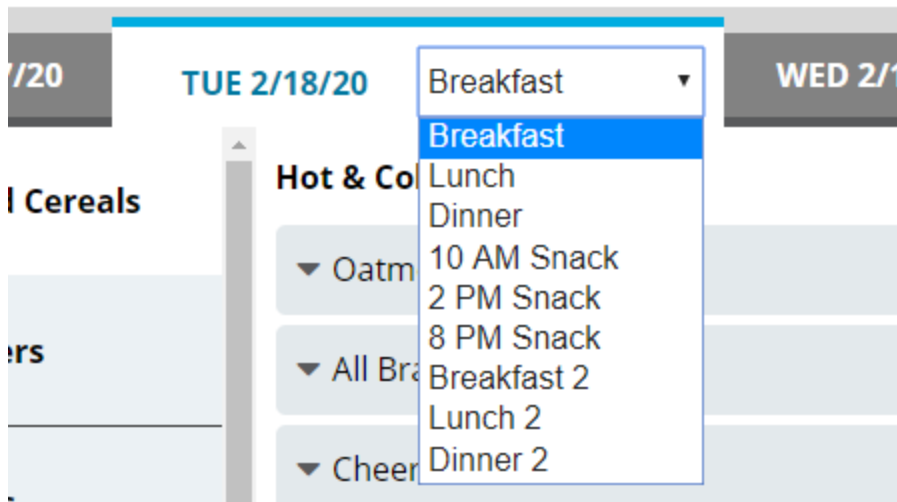 /20
TUE 2/18/20
Breakfast
WED 2/1
Breakfast
Lunch
Dinner
10 AM Snack
2 PM Snack
8 PM Snack
Breakfast 2
Lunch 2
Dinner 2
Cereals
ers
Hot & Col
Oatm
All Bra
Cheer